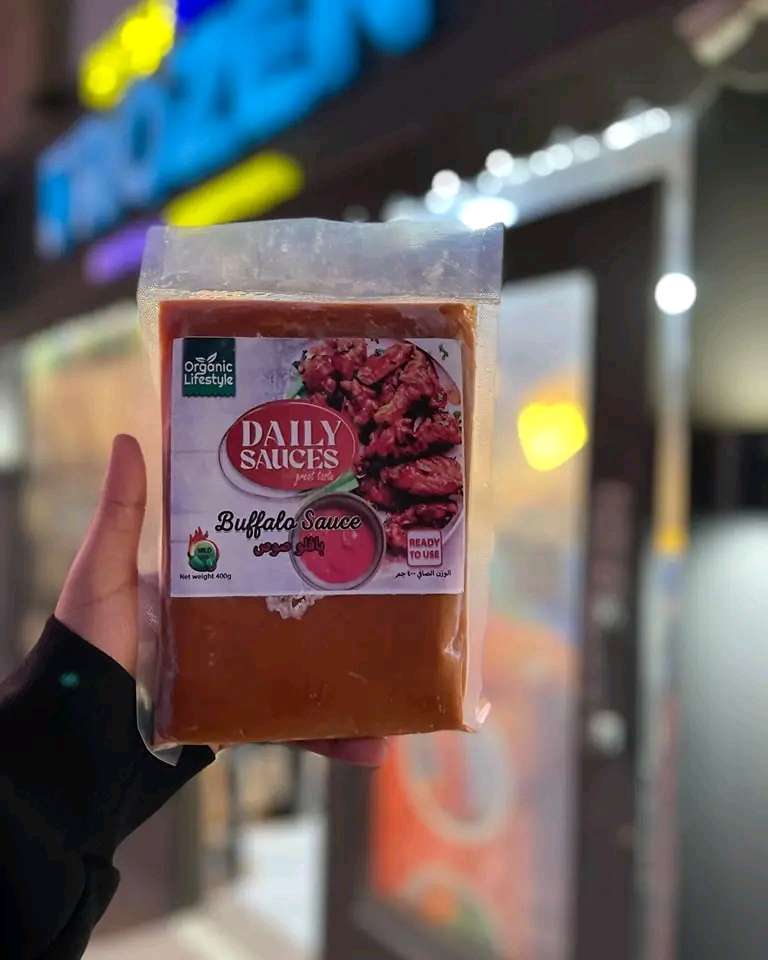 FROZEN
Organic
Lifestyle
DAILY
SAUCES
great taste
Buffalo Sauce
بافلو صوص
MILD
READY
TO USE
Net weight 400g
الوزن الصافي ٤٠٠ جم